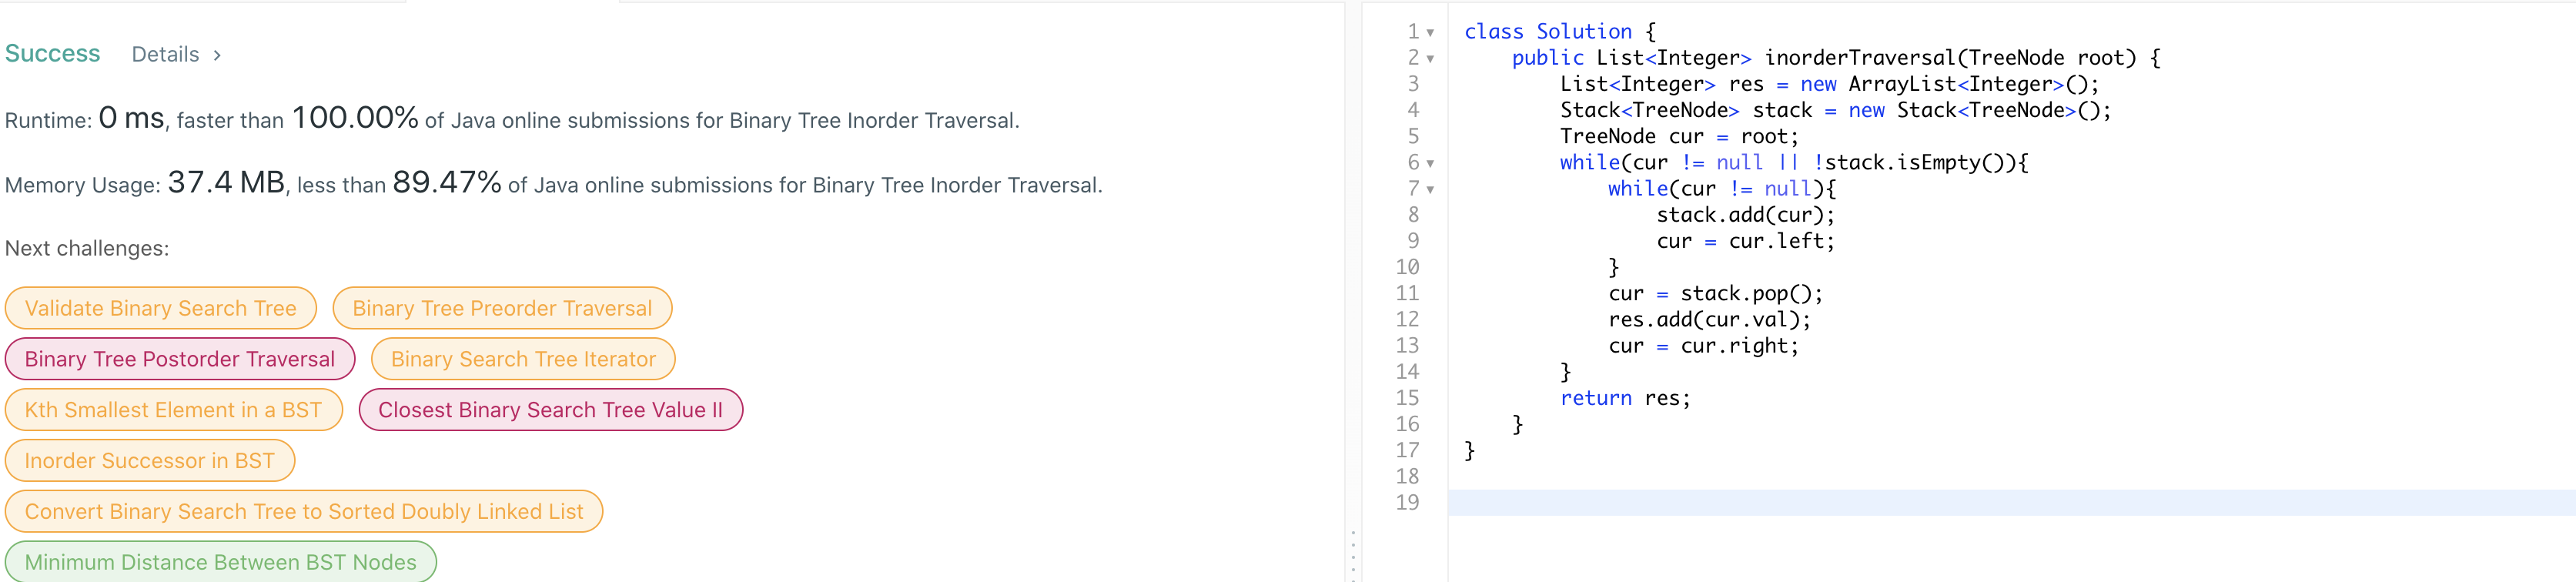 Success Details >
Runtime: 0 ms, faster than 100.00% of Java online submissions for Binary Tree Inorder Traversal.
Memory Usage: 37.4 MB, less than 89.47% of Java online submissions for Binary Tree Inorder Traversal.
Next challenges:
Validate Binary Search Tree Binary Tree Preorder Traversal
Binary Tree Postorder Traversal Binary Search Tree Iterator
Kth Smallest Element in a BST Closest Binary Search Tree Value II
Inorder Successor in BST
Convert Binary Search Tree to Sorted Doubly Linked List
Minimum Distance Between BST Nodes
1 class Solution {
2     public List<Integer> inorderTraversal(TreeNode root) {
3         List<Integer> res = new ArrayList<Integer>();
4         Stack<TreeNode> stack = new Stack<TreeNode>();
5         TreeNode cur = root;
6         while(cur != null || !stack.isEmpty()){
7             while(cur != null){
8                 stack.add(cur);
9                 cur = cur.left;
10             }
11             cur = stack.pop();
12             res.add(cur.val);
13             cur = cur.right;
14         }
15         return res;
16     }
17 }
18
19